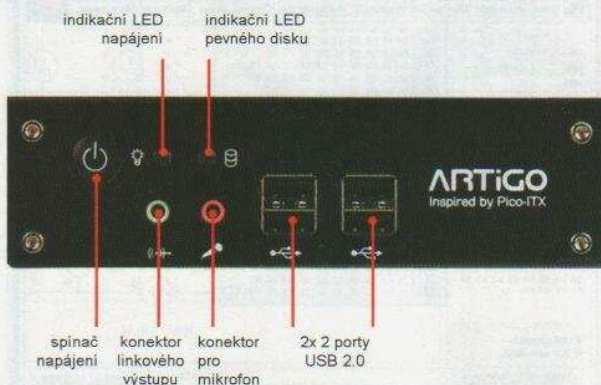 indikační LED
napájení
indikační LED
pevného disku
ARTiGO
Inspired by Pico-ITX
spínač
napájení
konektor
linkového
výstupu
konektor
pro
mikrofon
2x 2 porty
USB 2.0